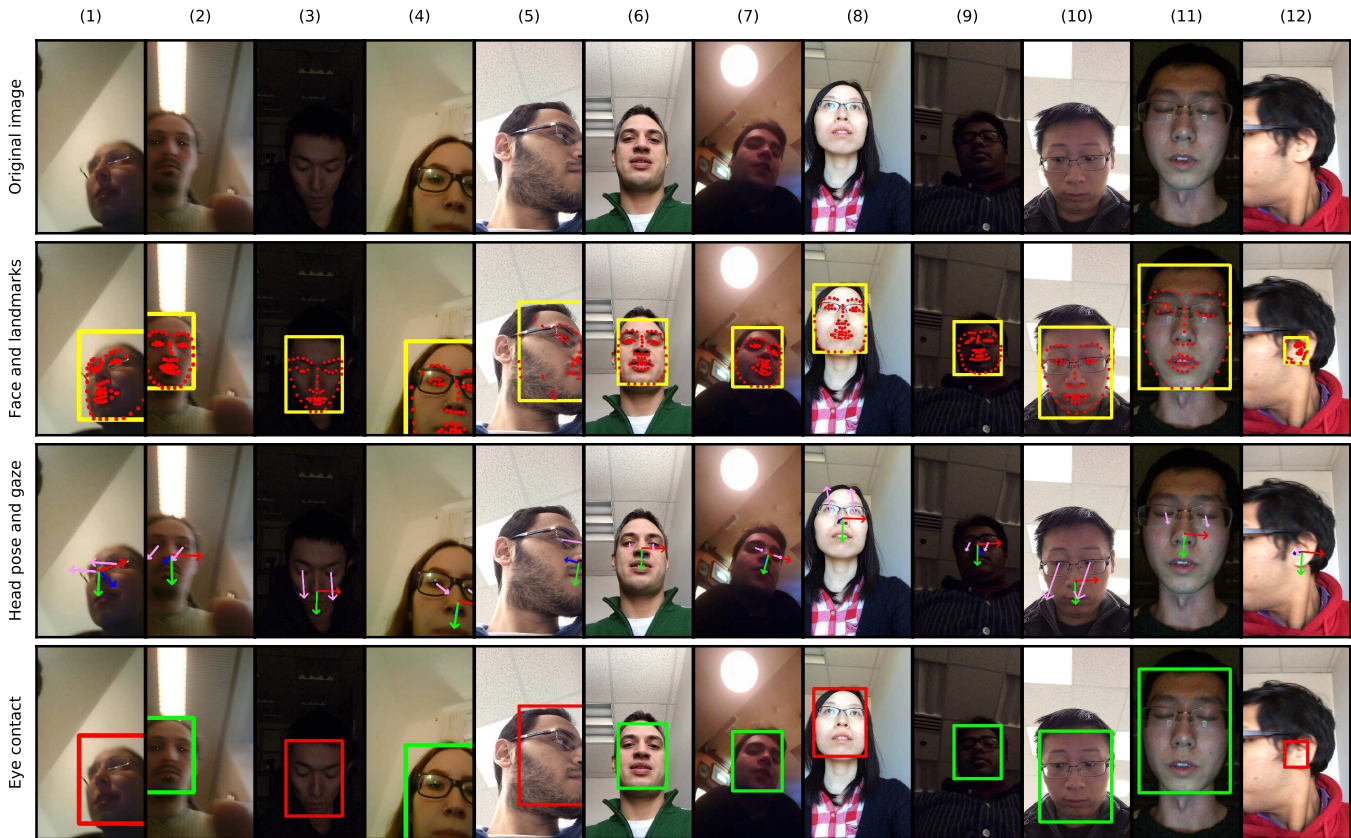 (1) (2) (3) (4) (5) (6) (7) (8) (9) (10) (11) (12)
Original image
Face and landmarks
Head pose and gaze
Eye contact